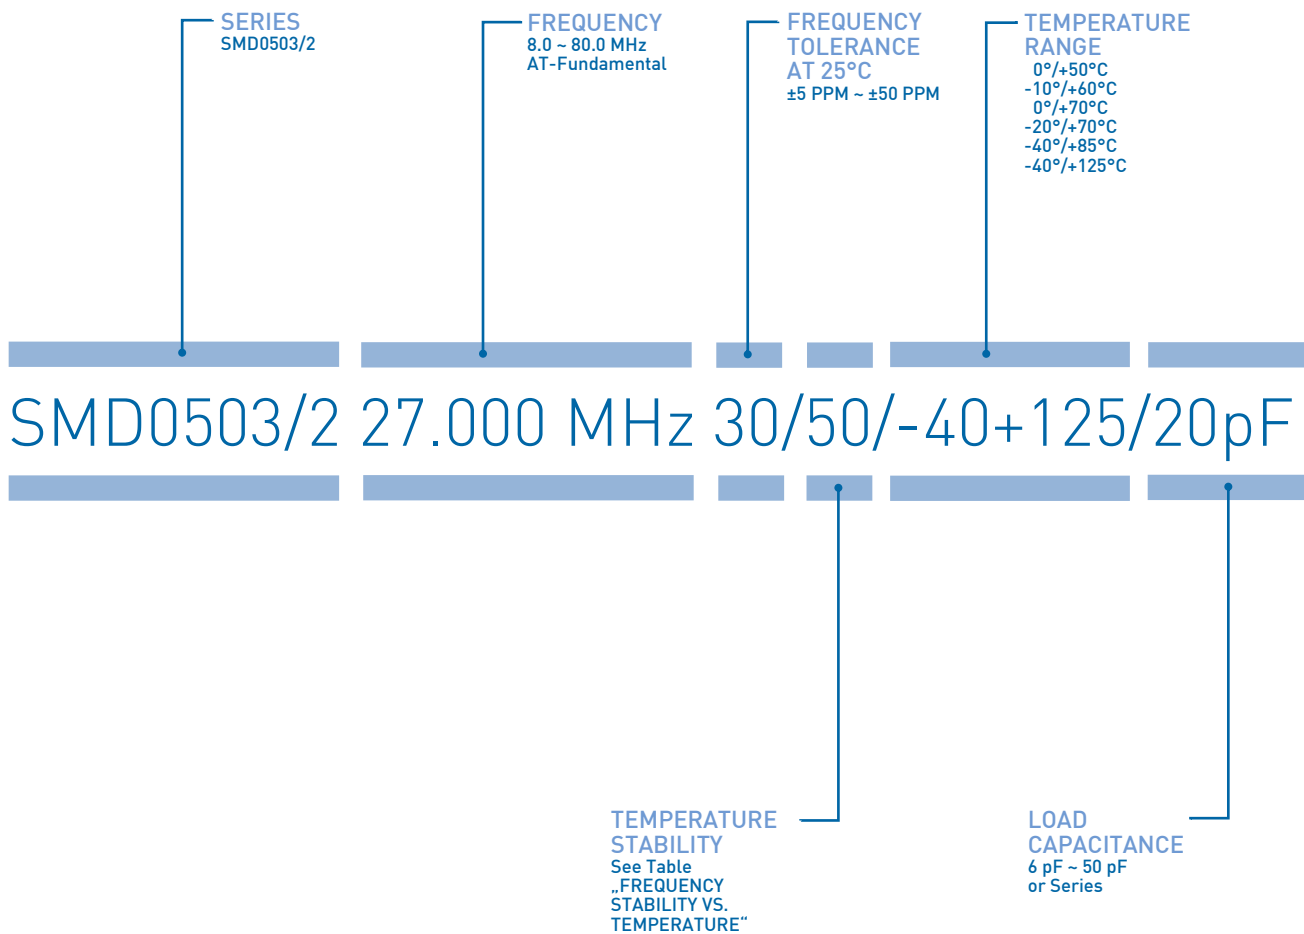 SERIES
SMD0503/2
FREQUENCY
8.0 ~ 80.0 MHz
AT-Fundamental
FREQUENCY
TOLERANCE
AT 25°C
±5 PPM ~ ±50 PPM
TEMPERATURE
RANGE
0°/+50°C
-10°/+60°C
0°/+70°C
-20°/+70°C
-40°/+85°C
-40°/+125°C
SMD0503/2 27.000 MHz 30/50/-40+125/20pF
TEMPERATURE
STABILITY
See Table
„FREQUENCY
STABILITY VS.
TEMPERATURE“
LOAD
CAPACITANCE
6 pF ~ 50 pF
or Series